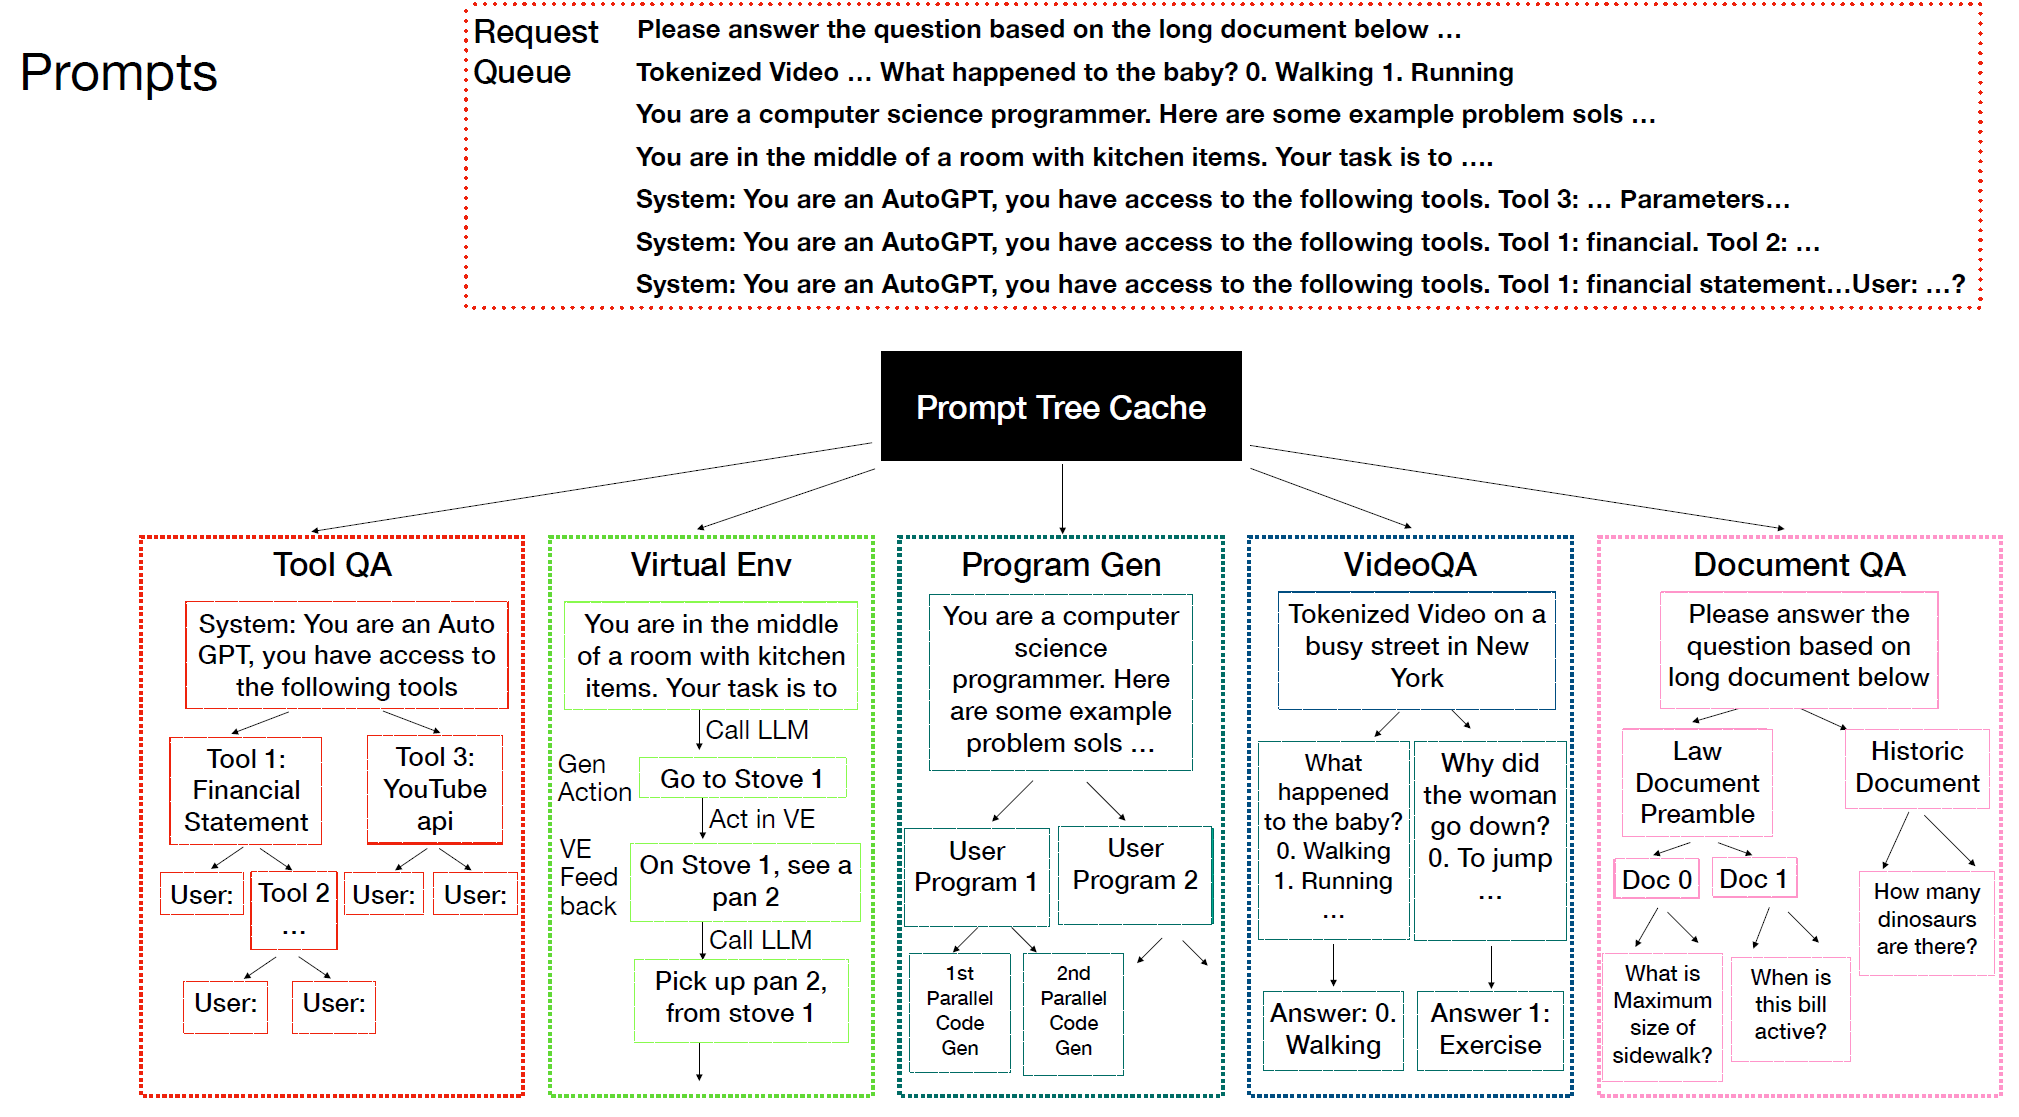 Prompts
Request
Queue
Please answer the question based on the long document below ...
Tokenized Video ... What happened to the baby? 0. Walking 1. Running
You are a computer science programmer. Here are some example problem sols ...
You are in the middle of a room with kitchen items. Your task is to ....
System: You are an AutoGPT, you have access to the following tools. Tool 3: ... Parameters...
System: You are an AutoGPT, you have access to the following tools. Tool 1: financial. Tool 2: ...
System: You are an AutoGPT, you have access to the following tools. Tool 1: financial statement...User: ...?
Prompt Tree Cache
Tool QA
System: You are an Auto
GPT, you have access to
the following tools
Tool 1:
Financial
Statement
Tool 3:
YouTube
api
User:
Tool 2
...
User:
User:
User:
User:
Virtual Env
You are in the middle
of a room with kitchen
items. Your task is to
Call LLM
Gen
Action
Go to Stove 1
Act in VE
VE
Feed
back
On Stove 1, see a
pan 2
Call LLM
Pick up pan 2,
from stove 1
Program Gen
You are a computer
science
programmer. Here
are some example
problem sols ...
User
Program 1
User
Program 2
1st
Parallel
Code
Gen
2nd
Parallel
Code
Gen
VideoQA
Tokenized Video on a
busy street in New
York
What
happened
to the baby?
0. Walking
1. Running
...
Why did
the woman
go down?
0. To jump
...
Answer: 0.
Walking
Answer 1:
Exercise
Document QA
Please answer the
question based on
long document below
Law
Document
Preamble
Historic
Document
Doc 0
Doc 1
How many
dinosaurs
are there?
What is
Maximum
size of
sidewalk?
When is
this bill
active?